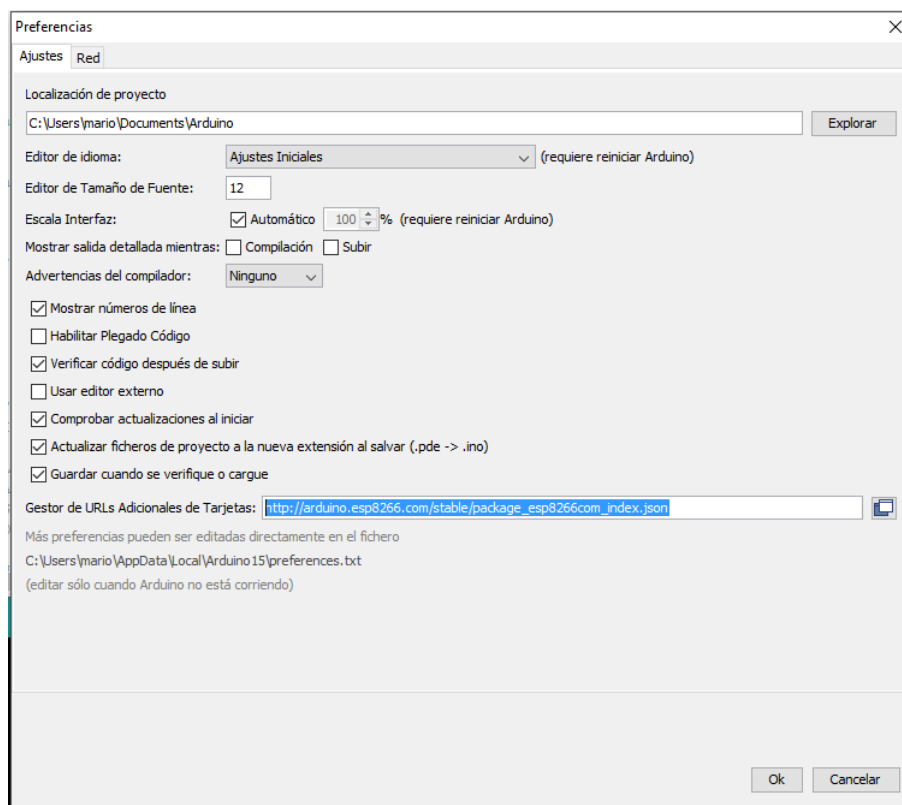 Preferencias
Ajustes Red
Localización de proyecto
C:\Users\mario\Documents\Arduino Explorar
Editor de idioma: Ajustes Iniciales (requiere reiniciar Arduino)
Editor de Tamaño de Fuente: 12
Escala Interfaz: Automático 100 % (requiere reiniciar Arduino)
Mostrar salida detallada mientras: Compilación Subir
Advertencias del compilador: Ninguno
Mostrar números de línea
Habilitar Plegado Código
Verificar código después de subir
Usar editor externo
Comprobar actualizaciones al iniciar
Actualizar ficheros de proyecto a la nueva extensión al salvar (.pde -> .ino)
Guardar cuando se verifique o cargue
Gestor de URLs Adicionales de Tarjetas: http://arduino.esp8266.com/stable/package_esp8266com_index.json
Más preferencias pueden ser editadas directamente en el fichero
C:\Users\mario\AppData\Local\Arduino15\preferences.txt
(editar sólo cuando Arduino no está corriendo)
Ok Cancelar